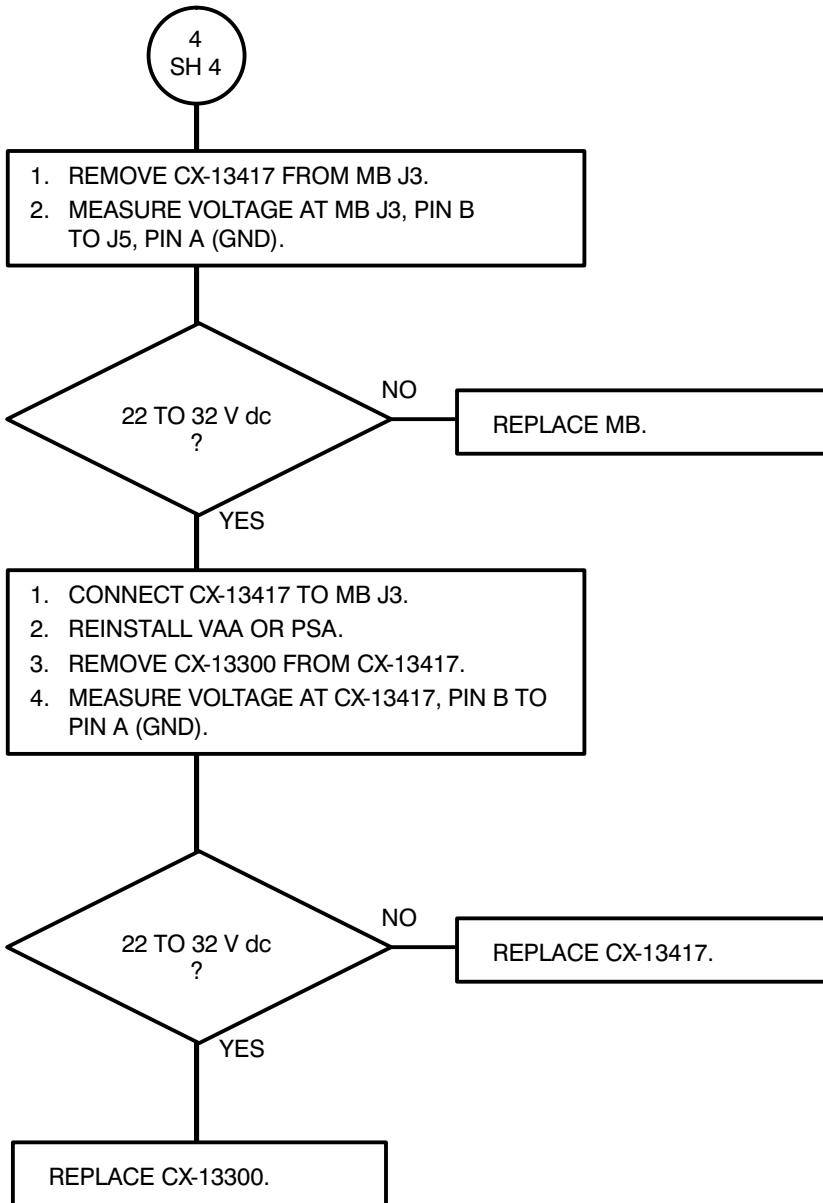 4
SH 4
1. REMOVE CX-13417 FROM MB J3.
2. MEASURE VOLTAGE AT MB J3, PIN B
TO J5, PIN A (GND).
22 TO 32 V dc
?
NO
REPLACE MB.
YES
1. CONNECT CX-13417 TO MB J3.
2. REINSTALL VAA OR PSA.
3. REMOVE CX-13300 FROM CX-13417.
4. MEASURE VOLTAGE AT CX-13417, PIN B TO
PIN A (GND).
22 TO 32 V dc
?
NO
REPLACE CX-13417.
YES
REPLACE CX-13300.